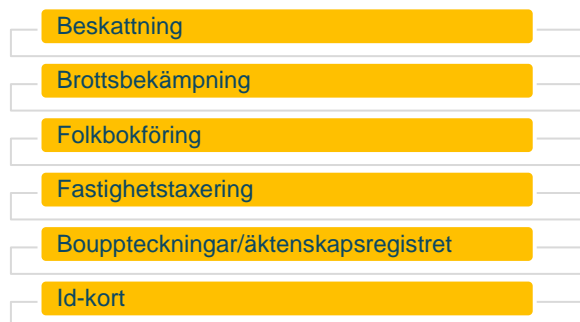 Beskattning
Brottsbekämpning
Folkbokföring
Fastighetstaxering
Bouppteckningar/äktenskapsregistret
Id-kort